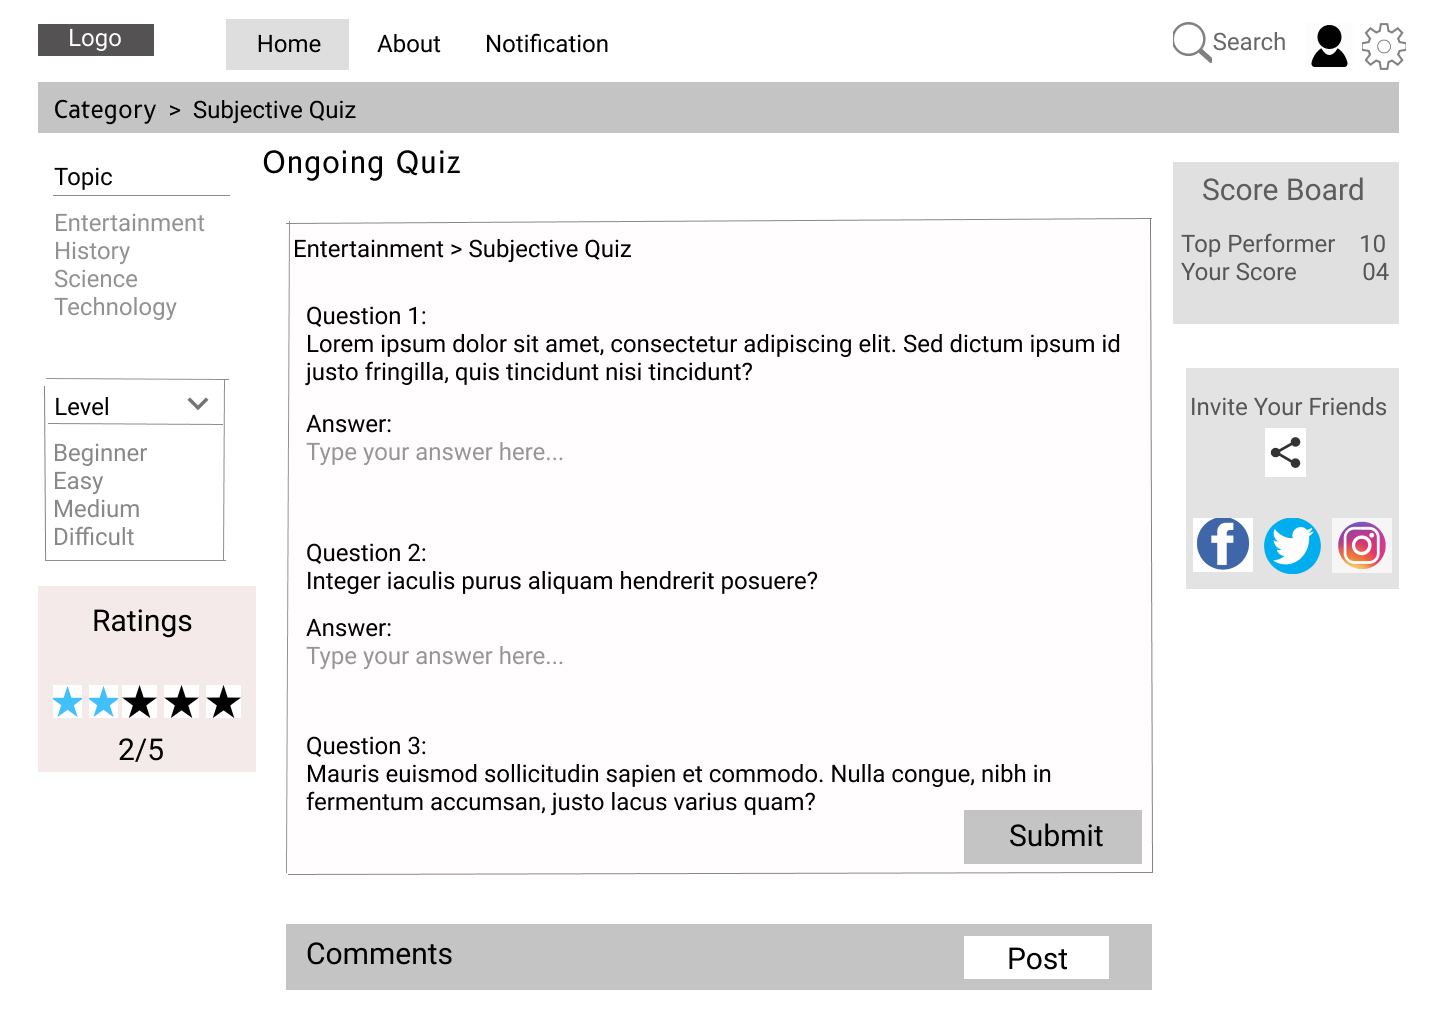 Logo
Home
About
Notification
Search
Category > Subjective Quiz
Ongoing Quiz
Topic
Entertainment
History
Science
Technology
Level
Beginner
Easy
Medium
Difficult
Ratings
2/5
Entertainment > Subjective Quiz
Question 1:
Lorem ipsum dolor sit amet, consectetur adipiscing elit. Sed dictum ipsum id
justo fringilla, quis tincidunt nisi tincidunt?
Answer:
Type your answer here...
Question 2:
Integer iaculis purus aliquam hendrerit posuere?
Answer:
Type your answer here...
Question 3:
Mauris euismod sollicitudin sapien et commodo. Nulla congue, nibh in
fermentum accumsan, justo lacus varius quam?
Submit
Comments
Post
Score Board
Top Performer 10
Your Score 04
Invite Your Friends